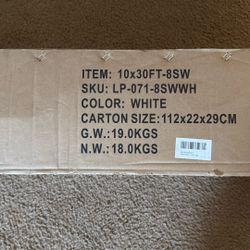 ITEM: 10x30FT-8SW
SKU: LP-071-8SWWH
COLOR: WHITE
CARTON SIZE:112x22x29CM
G.W.:19.0KGS
N.W.:18.0KGS